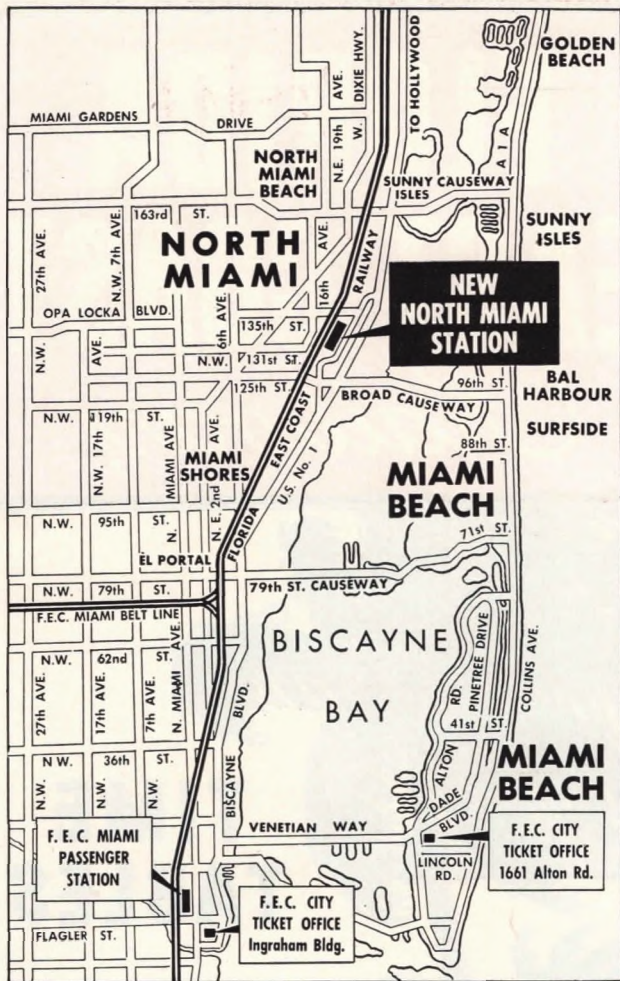 GOLDEN
BEACH
MIAMI GARDENS DRIVE
AVE.
DIXIE HWY.
TO HOLLYWOOD
N.E. 19th
W.
A1A
NORTH
MIAMI
BEACH
SUNNY CAUSEWAY
ISLES
SUNNY
ISLES
27th AVE.
N.W. 7th AVE.
163rd ST.
NORTH
MIAMI
16th
RAILWAY
NEW
NORTH MIAMI
STATION
OPA LOCKA BLVD.
6th AVE.
135th ST.
N.W.
AVE.
N.W. 131st ST.
125th ST.
BROAD CAUSEWAY
96th ST.
BAL
HARBOUR
SURFSIDE
N.W. 119th ST.
N.W. 17th
MIAMI AVE
N.
N.E. 2nd AVE.
MIAMI
SHORES
FLORIDA EAST COAST
U.S. No. 1
88th ST.
MIAMI
BEACH
N.W. 95th ST.
71st ST.
EL PORTAL
N.W. 79th ST.
79th ST. CAUSEWAY
F.E.C. MIAMI BELT LINE
BISCAYNE
BAY
N.W. 62nd ST.
27th AVE.
17th AVE.
7th AVE.
N. MIAMI AVE.
N.W.
N.W.
N.W.
BISCAYNE BLVD.
ALTON RD.
PINETREE DRIVE
COLLINS AVE.
41st ST.
N.W. 36th ST.
MIAMI
BEACH
DADE BLVD.
VENETIAN WAY
LINCOLN
RD.
F.E.C. CITY
TICKET OFFICE
1661 Alton Rd.
F. E. C. MIAMI
PASSENGER
STATION
F.E.C. CITY
TICKET OFFICE
Ingraham Bldg.
FLAGLER ST.